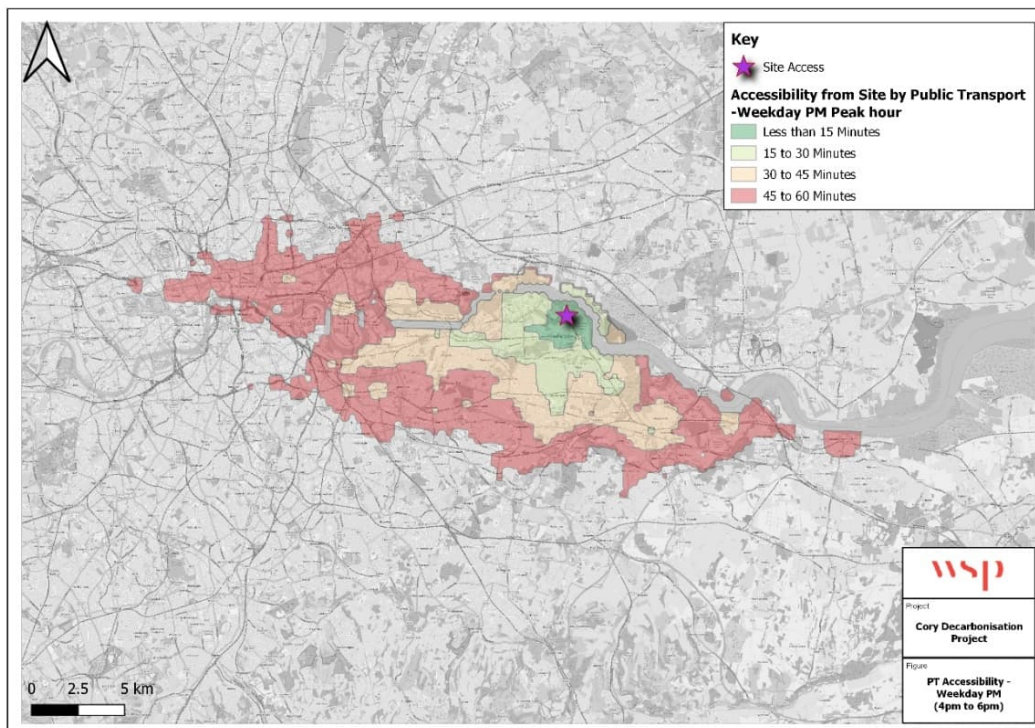 Key
Site Access
Accessibility from Site by Public Transport
-Weekday PM Peak hour
Less than 15 Minutes
15 to 30 Minutes
30 to 45 Minutes
45 to 60 Minutes
wsp
Project
Cory Decarbonisation
Project
Figure
PT Accessibility -
Weekday PM
(4pm to 6pm)
0 2.5 5 km